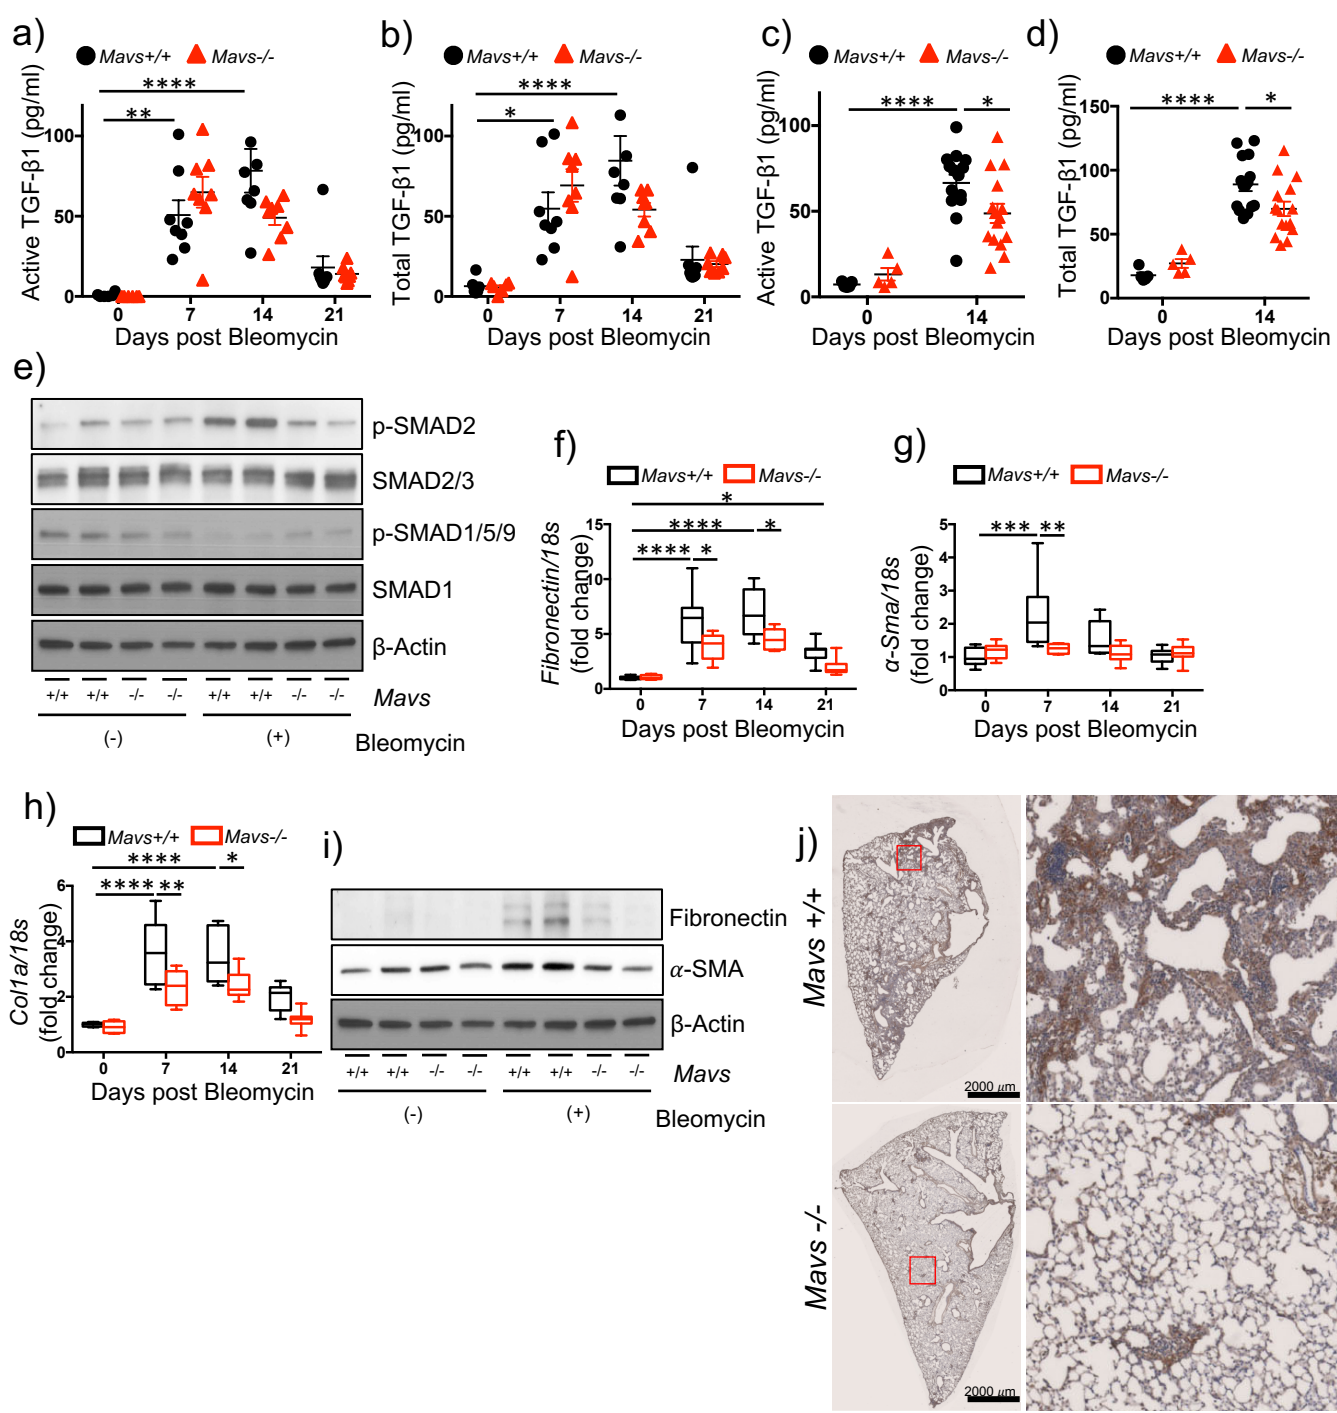 a)
Mavs+/+ Mavs-/-
****
**
Active TGF-β1 (pg/ml)
100
50
0
0 7 14 21
Days post Bleomycin
b)
Mavs+/+ Mavs-/-
****
*
Total TGF-β1 (pg/ml)
100
50
0
0 7 14 21
Days post Bleomycin
c)
Mavs+/+ Mavs-/-
**** *
Active TGF-β1 (pg/ml)
100
50
0
0 14
Days post Bleomycin
d)
Mavs+/+ Mavs-/-
**** *
Total TGF-β1 (pg/ml)
150
100
50
0
0 14
Days post Bleomycin
e)
p-SMAD2
SMAD2/3
p-SMAD1/5/9
SMAD1
β-Actin
+/+ +/+ -/- -/- +/+ +/+ -/- -/- Mavs
(-) (+) Bleomycin
f)
Mavs+/+ Mavs-/-
*
**** *
**** *
Fibronectin/18s
(fold change)
15
10
5
0
0 7 14 21
Days post Bleomycin
g)
Mavs+/+ Mavs-/-
*** **
α-Sma/18s
(fold change)
5
4
3
2
1
0
0 7 14 21
Days post Bleomycin
h)
Mavs+/+ Mavs-/-
**** *
**** **
Col1a/18s
(fold change)
6
4
2
0
0 7 14 21
Days post Bleomycin
i)
Fibronectin
α-SMA
β-Actin
+/+ +/+ -/- -/- +/+ +/+ -/- -/- Mavs
(-) (+) Bleomycin
j)
Mavs +/+
2000 μm
Mavs -/-
2000 μm